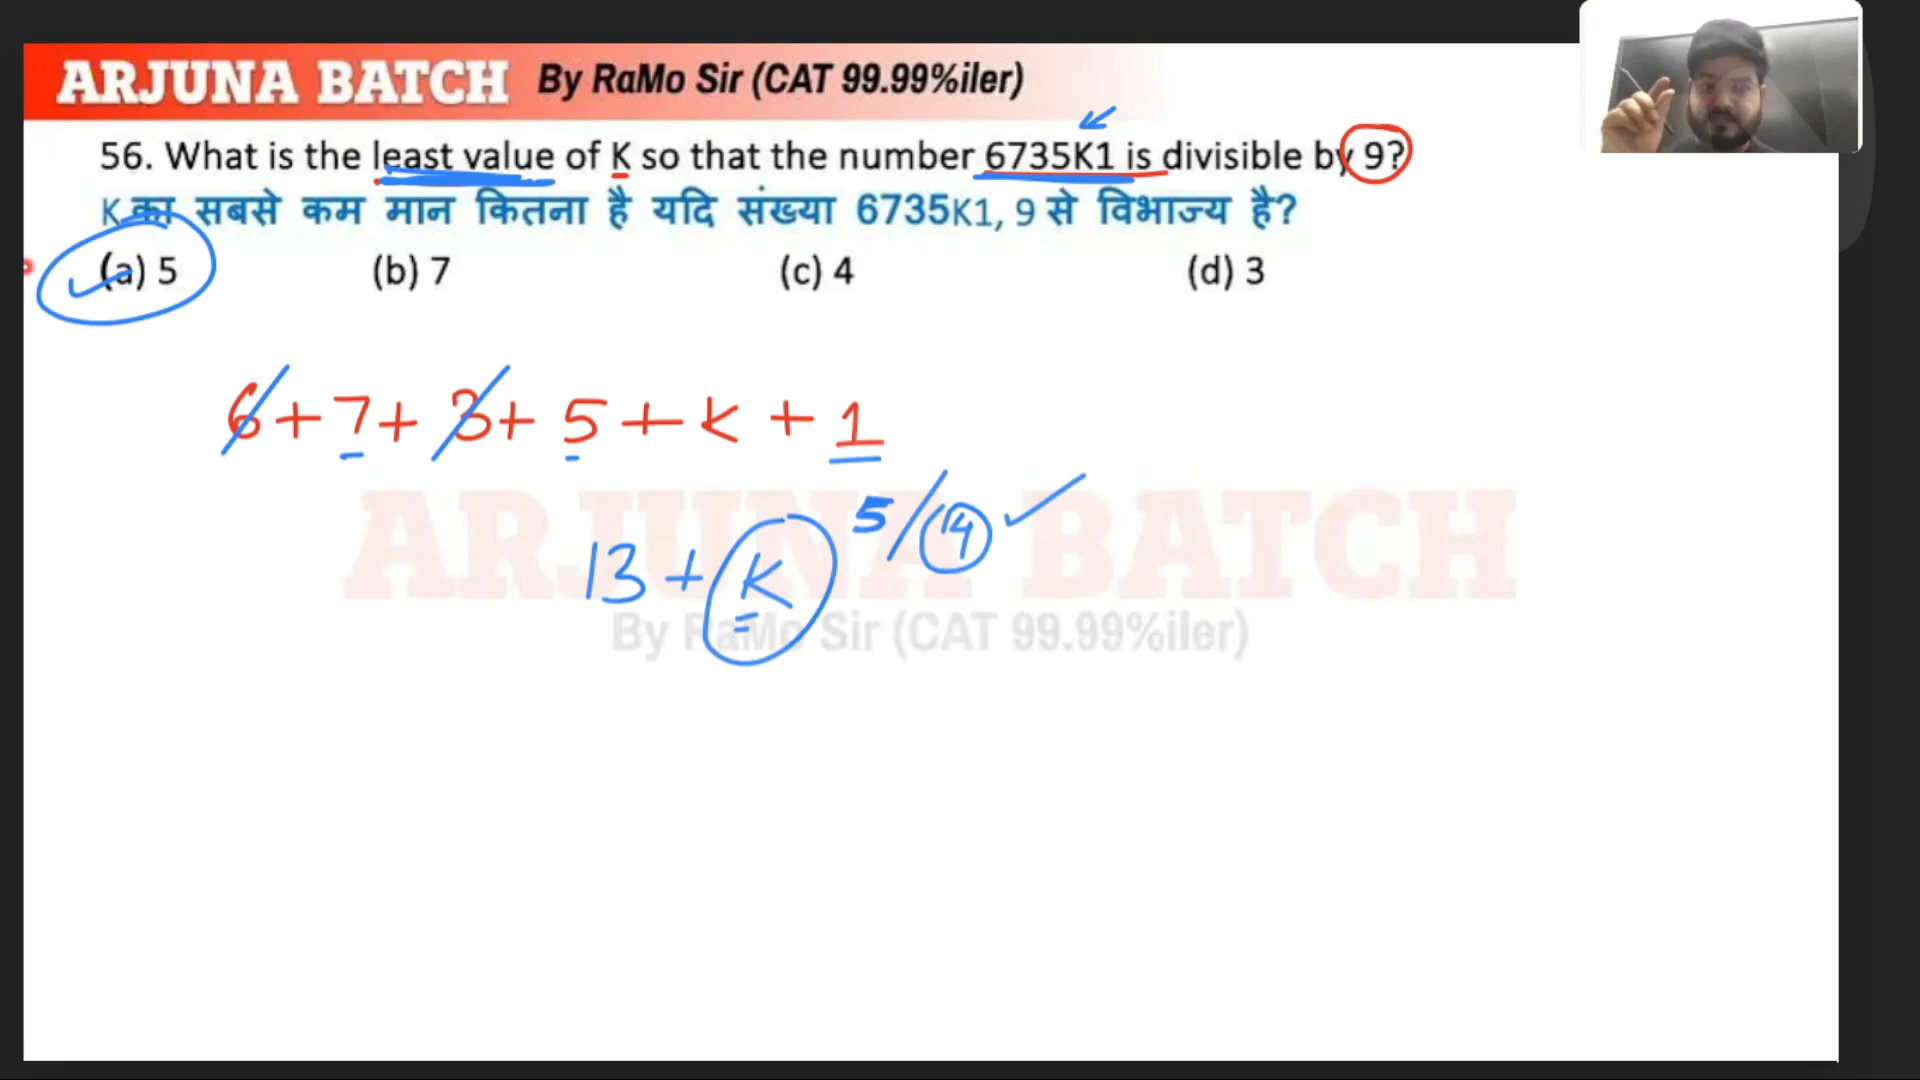 ARJUNA BATCH By RaMo Sir (CAT 99.99%iler)
56. What is the least value of K so that the number 6735K1 is divisible by 9?
K का सबसे कम मान कितना है यदि संख्या 6735K1, 9 से विभाज्य है?
(a) 5 (b) 7 (c) 4 (d) 3
6 + 7 + 3 + 5 + K + 1
5/14
13 + K
ARJUNA BATCH
By RaMo Sir (CAT 99.99%iler)